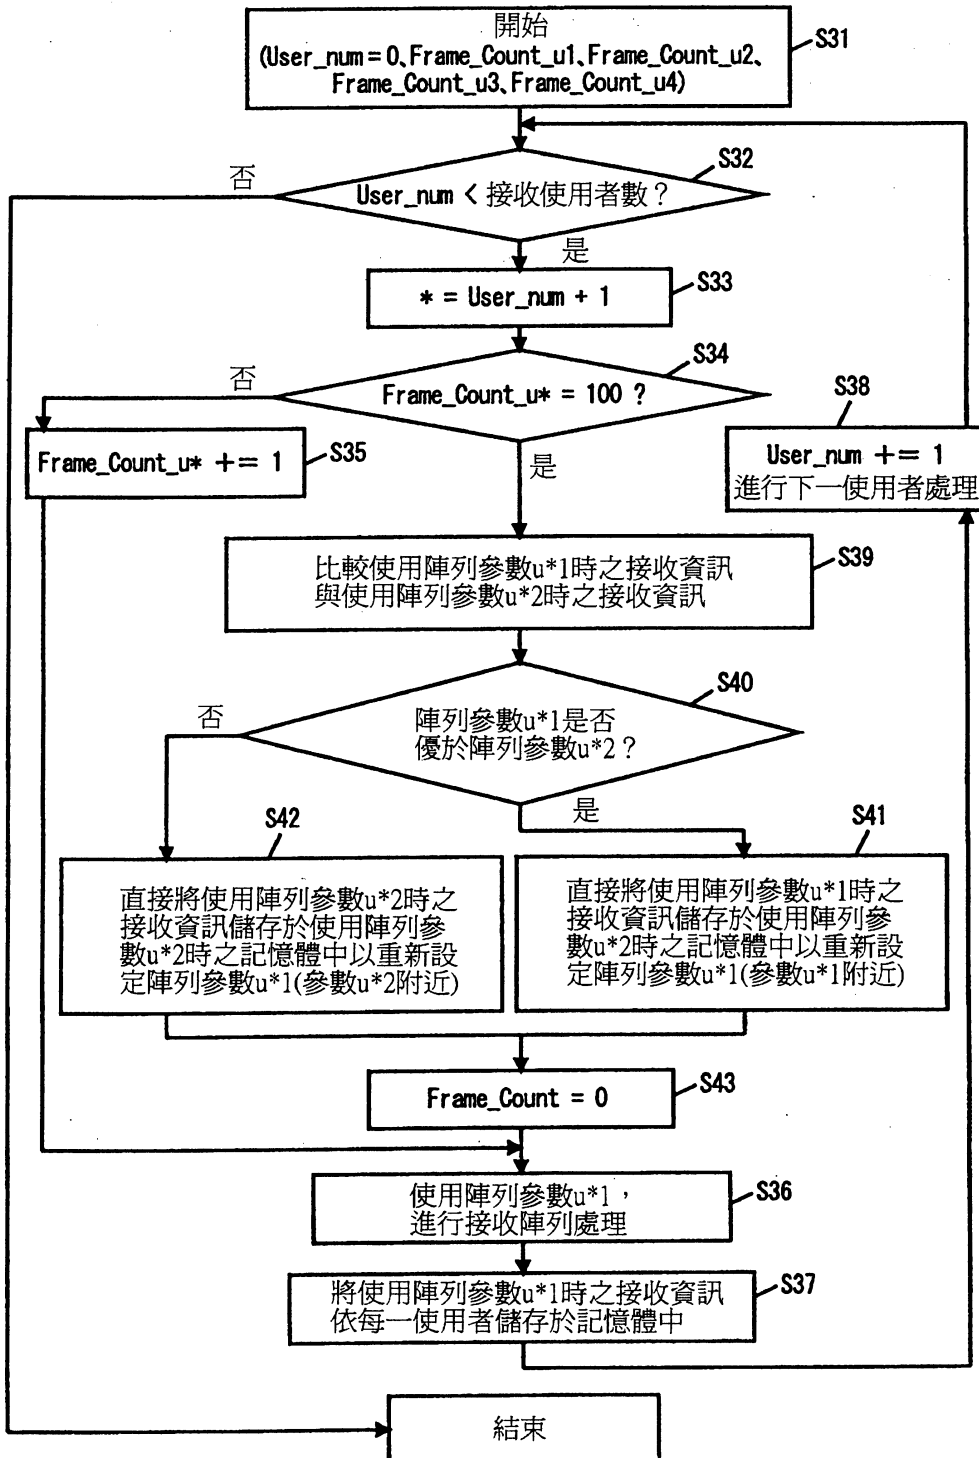 開始
(User_num=0、Frame_Count_u1、Frame_Count_u2、
Frame_Count_u3、Frame_Count_u4)
S31
S32
否
User_num < 接收使用者數？
是
* = User_num + 1
S33
S34
否
Frame_Count_u* = 100 ?
S38
Frame_Count_u* += 1
S35
是
User_num += 1
進行下一使用者處理
比較使用陣列參數u*1時之接收資訊
與使用陣列參數u*2時之接收資訊
S39
S40
否
陣列參數u*1是否
優於陣列參數u*2？
是
S42
S41
直接將使用陣列參數u*2時之
接收資訊儲存於使用陣列參
數u*2時之記憶體中以重新設
定陣列參數u*1(參數u*2附近)
直接將使用陣列參數u*1時之
接收資訊儲存於使用陣列參
數u*2時之記憶體中以重新設
定陣列參數u*1(參數u*1附近)
Frame_Count = 0
S43
使用陣列參數u*1，
進行接收陣列處理
S36
將使用陣列參數u*1時之接收資訊
依每一使用者儲存於記憶體中
S37
結束